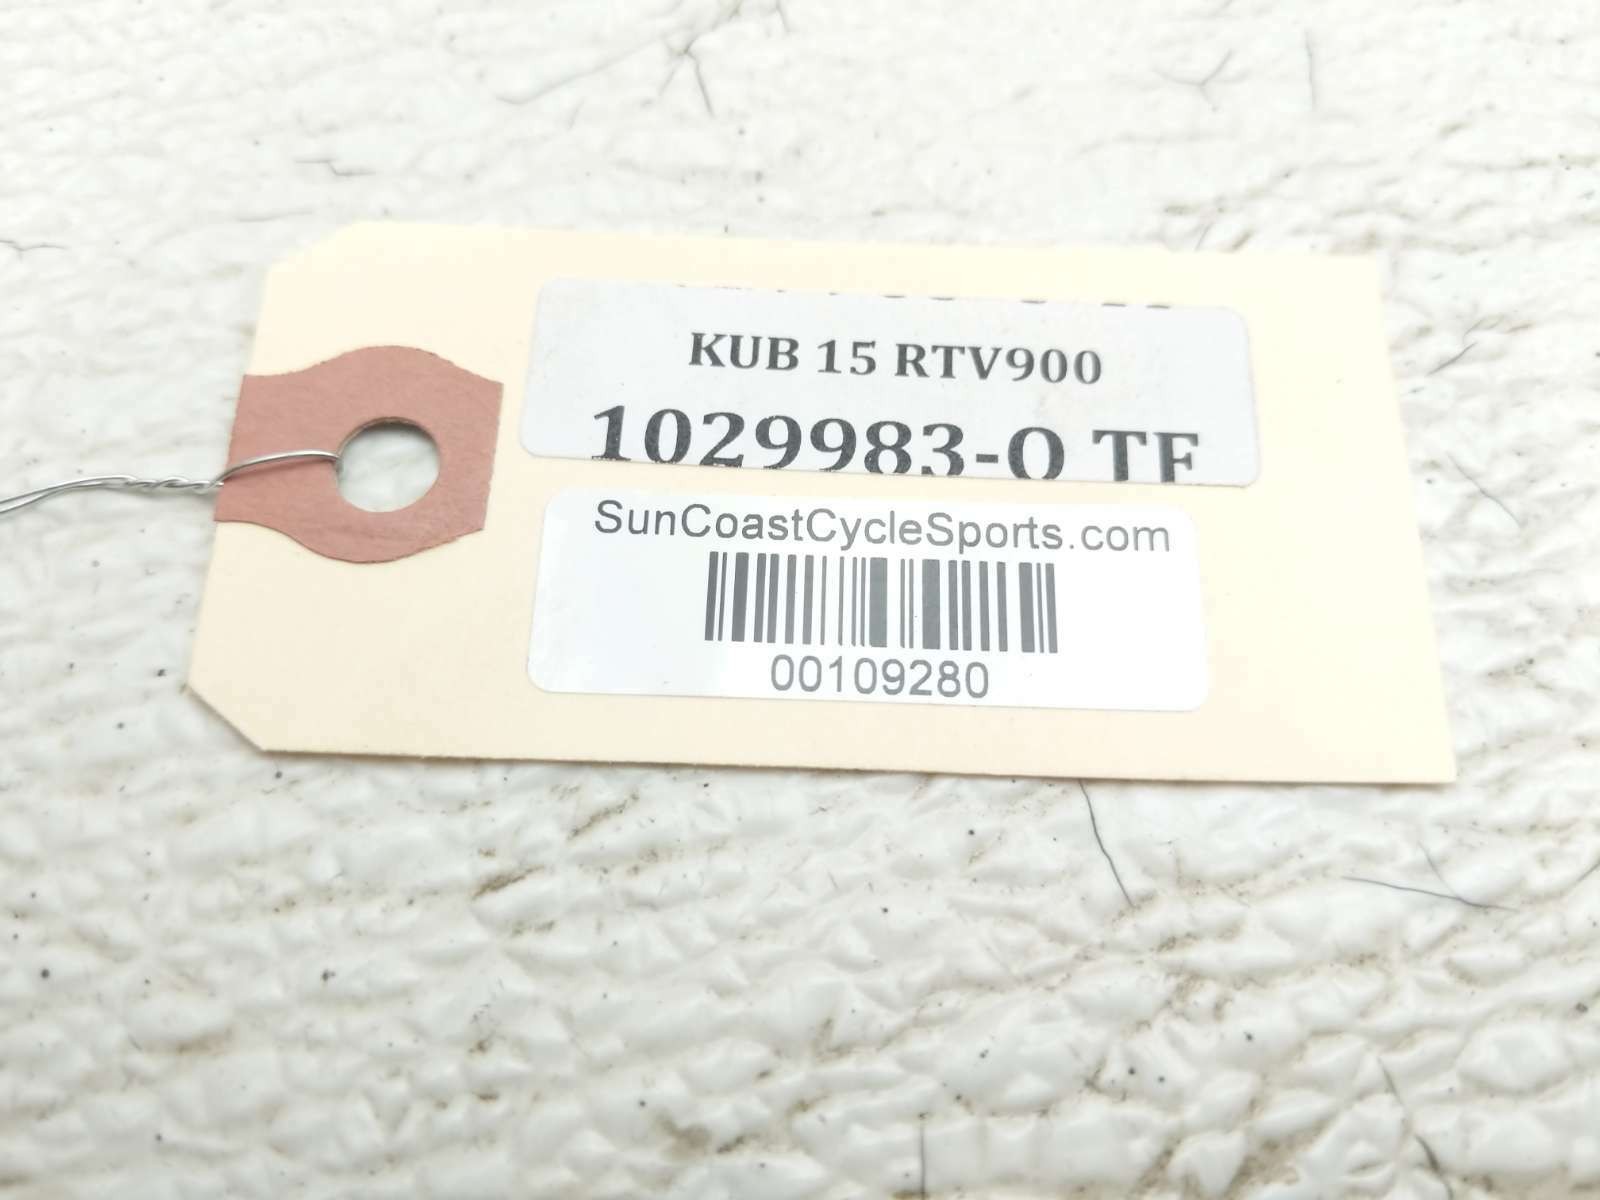 KUB 15 RTV900
1029983-O TF
SunCoastCycleSports.com
00109280